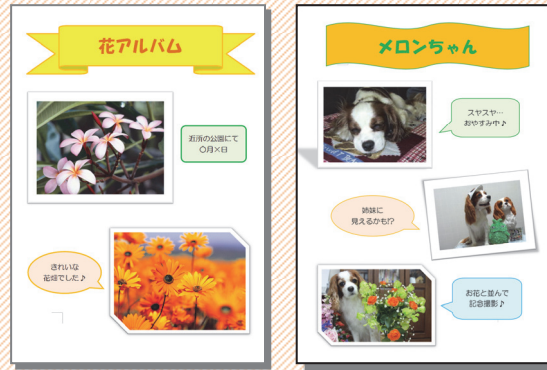 花アルバム
近所の公園にて
○月×日
きれいな
花畑でした♪
メロンちゃん
スヤスヤ…
おやすみ中♪
姉妹に
見えるかも!?
お花と並んで
記念撮影♪